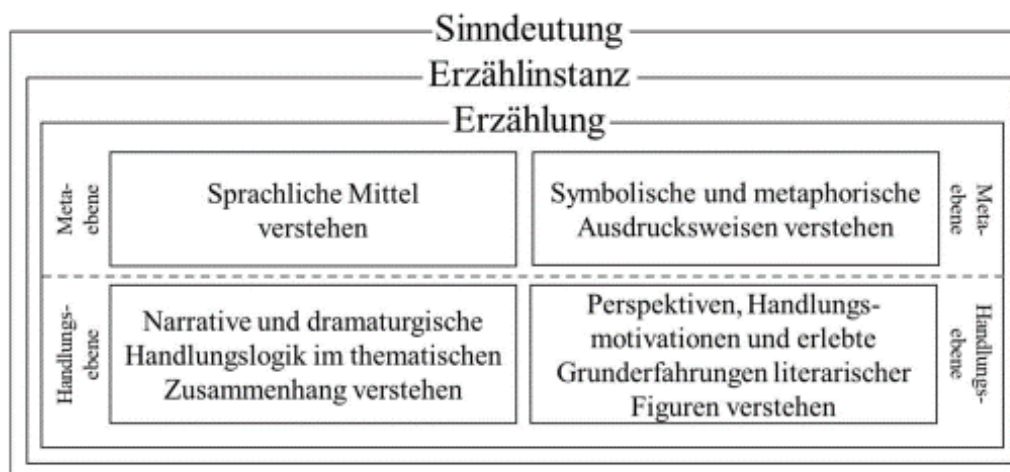 Sinndeutung
Erzählinstanz
Erzählung
Meta-
ebene
Sprachliche Mittel
verstehen
Symbolische und metaphorische
Ausdrucksweisen verstehen
Meta-
ebene
Handlungs-
ebene
Narrative und dramaturgische
Handlungslogik im thematischen
Zusammenhang verstehen
Perspektiven, Handlungs-
motivationen und erlebte
Grunderfahrungen literarischer
Figuren verstehen
Handlungs-
ebene